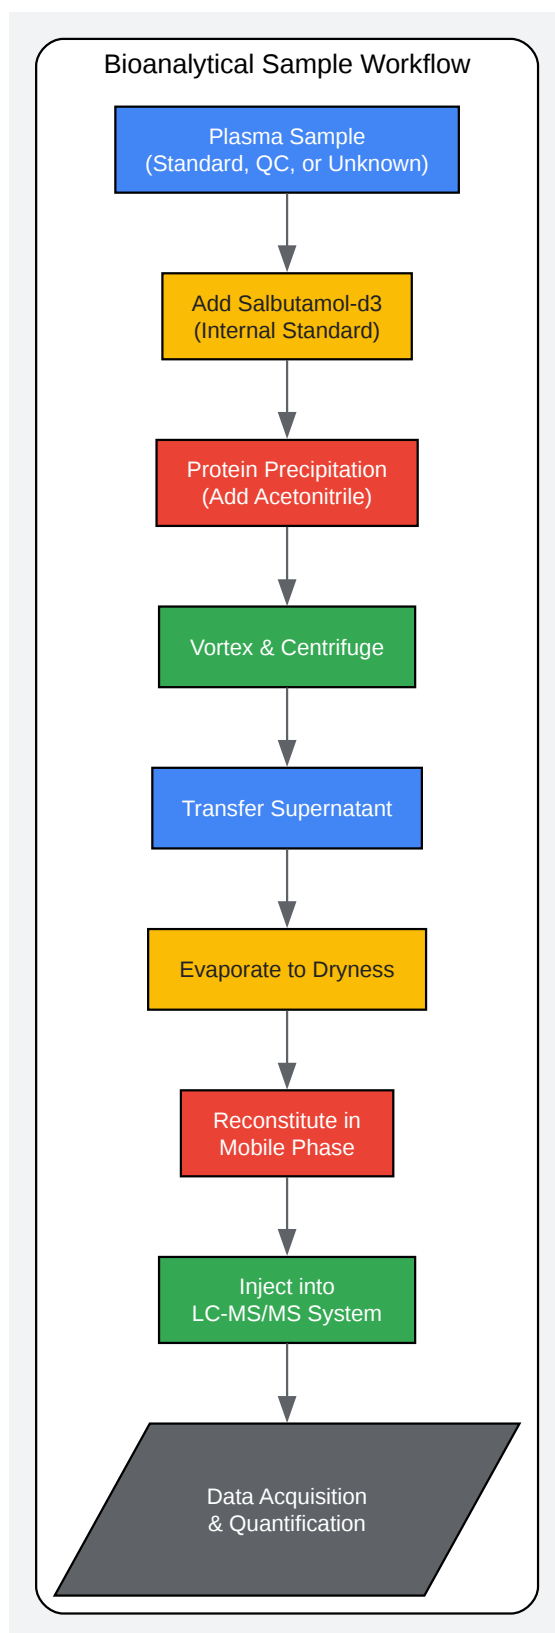 Bioanalytical Sample Workflow
Plasma Sample
(Standard, QC, or Unknown)
Add Salbutamol-d3
(Internal Standard)
Protein Precipitation
(Add Acetonitrile)
Vortex & Centrifuge
Transfer Supernatant
Evaporate to Dryness
Reconstitute in
Mobile Phase
Inject into
LC-MS/MS System
Data Acquisition
& Quantification